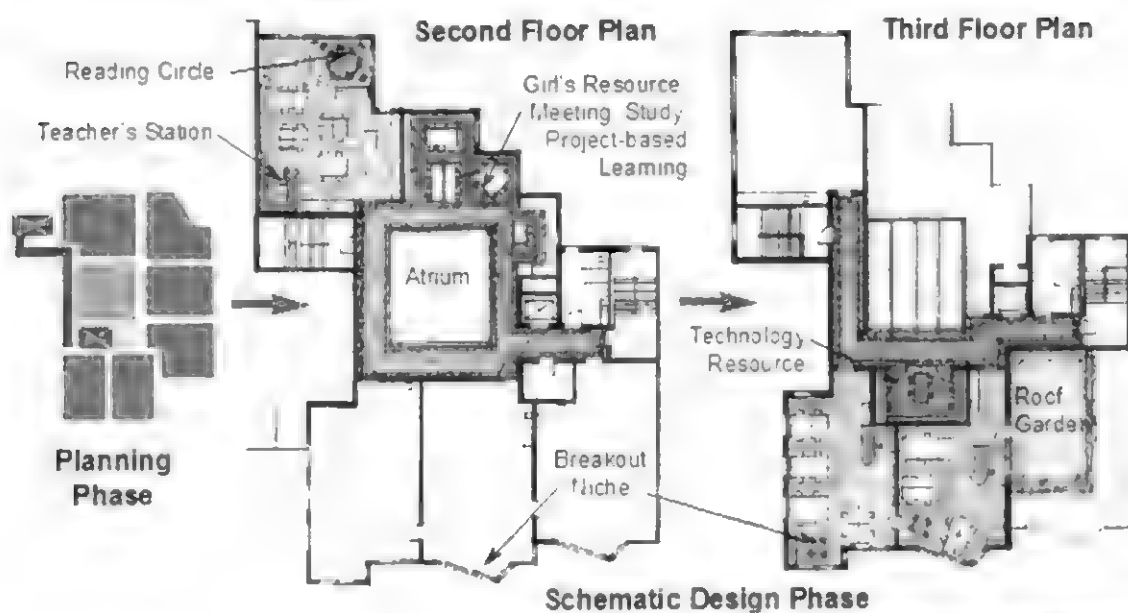 Second Floor Plan
Third Floor Plan
Reading Circle
Girl's Resource
Meeting Study
Project-based
Learning
Teacher's Station
Atrium
Technology
Resource
Roof
Garden
Planning
Phase
Breakout
Niche
Schematic Design Phase